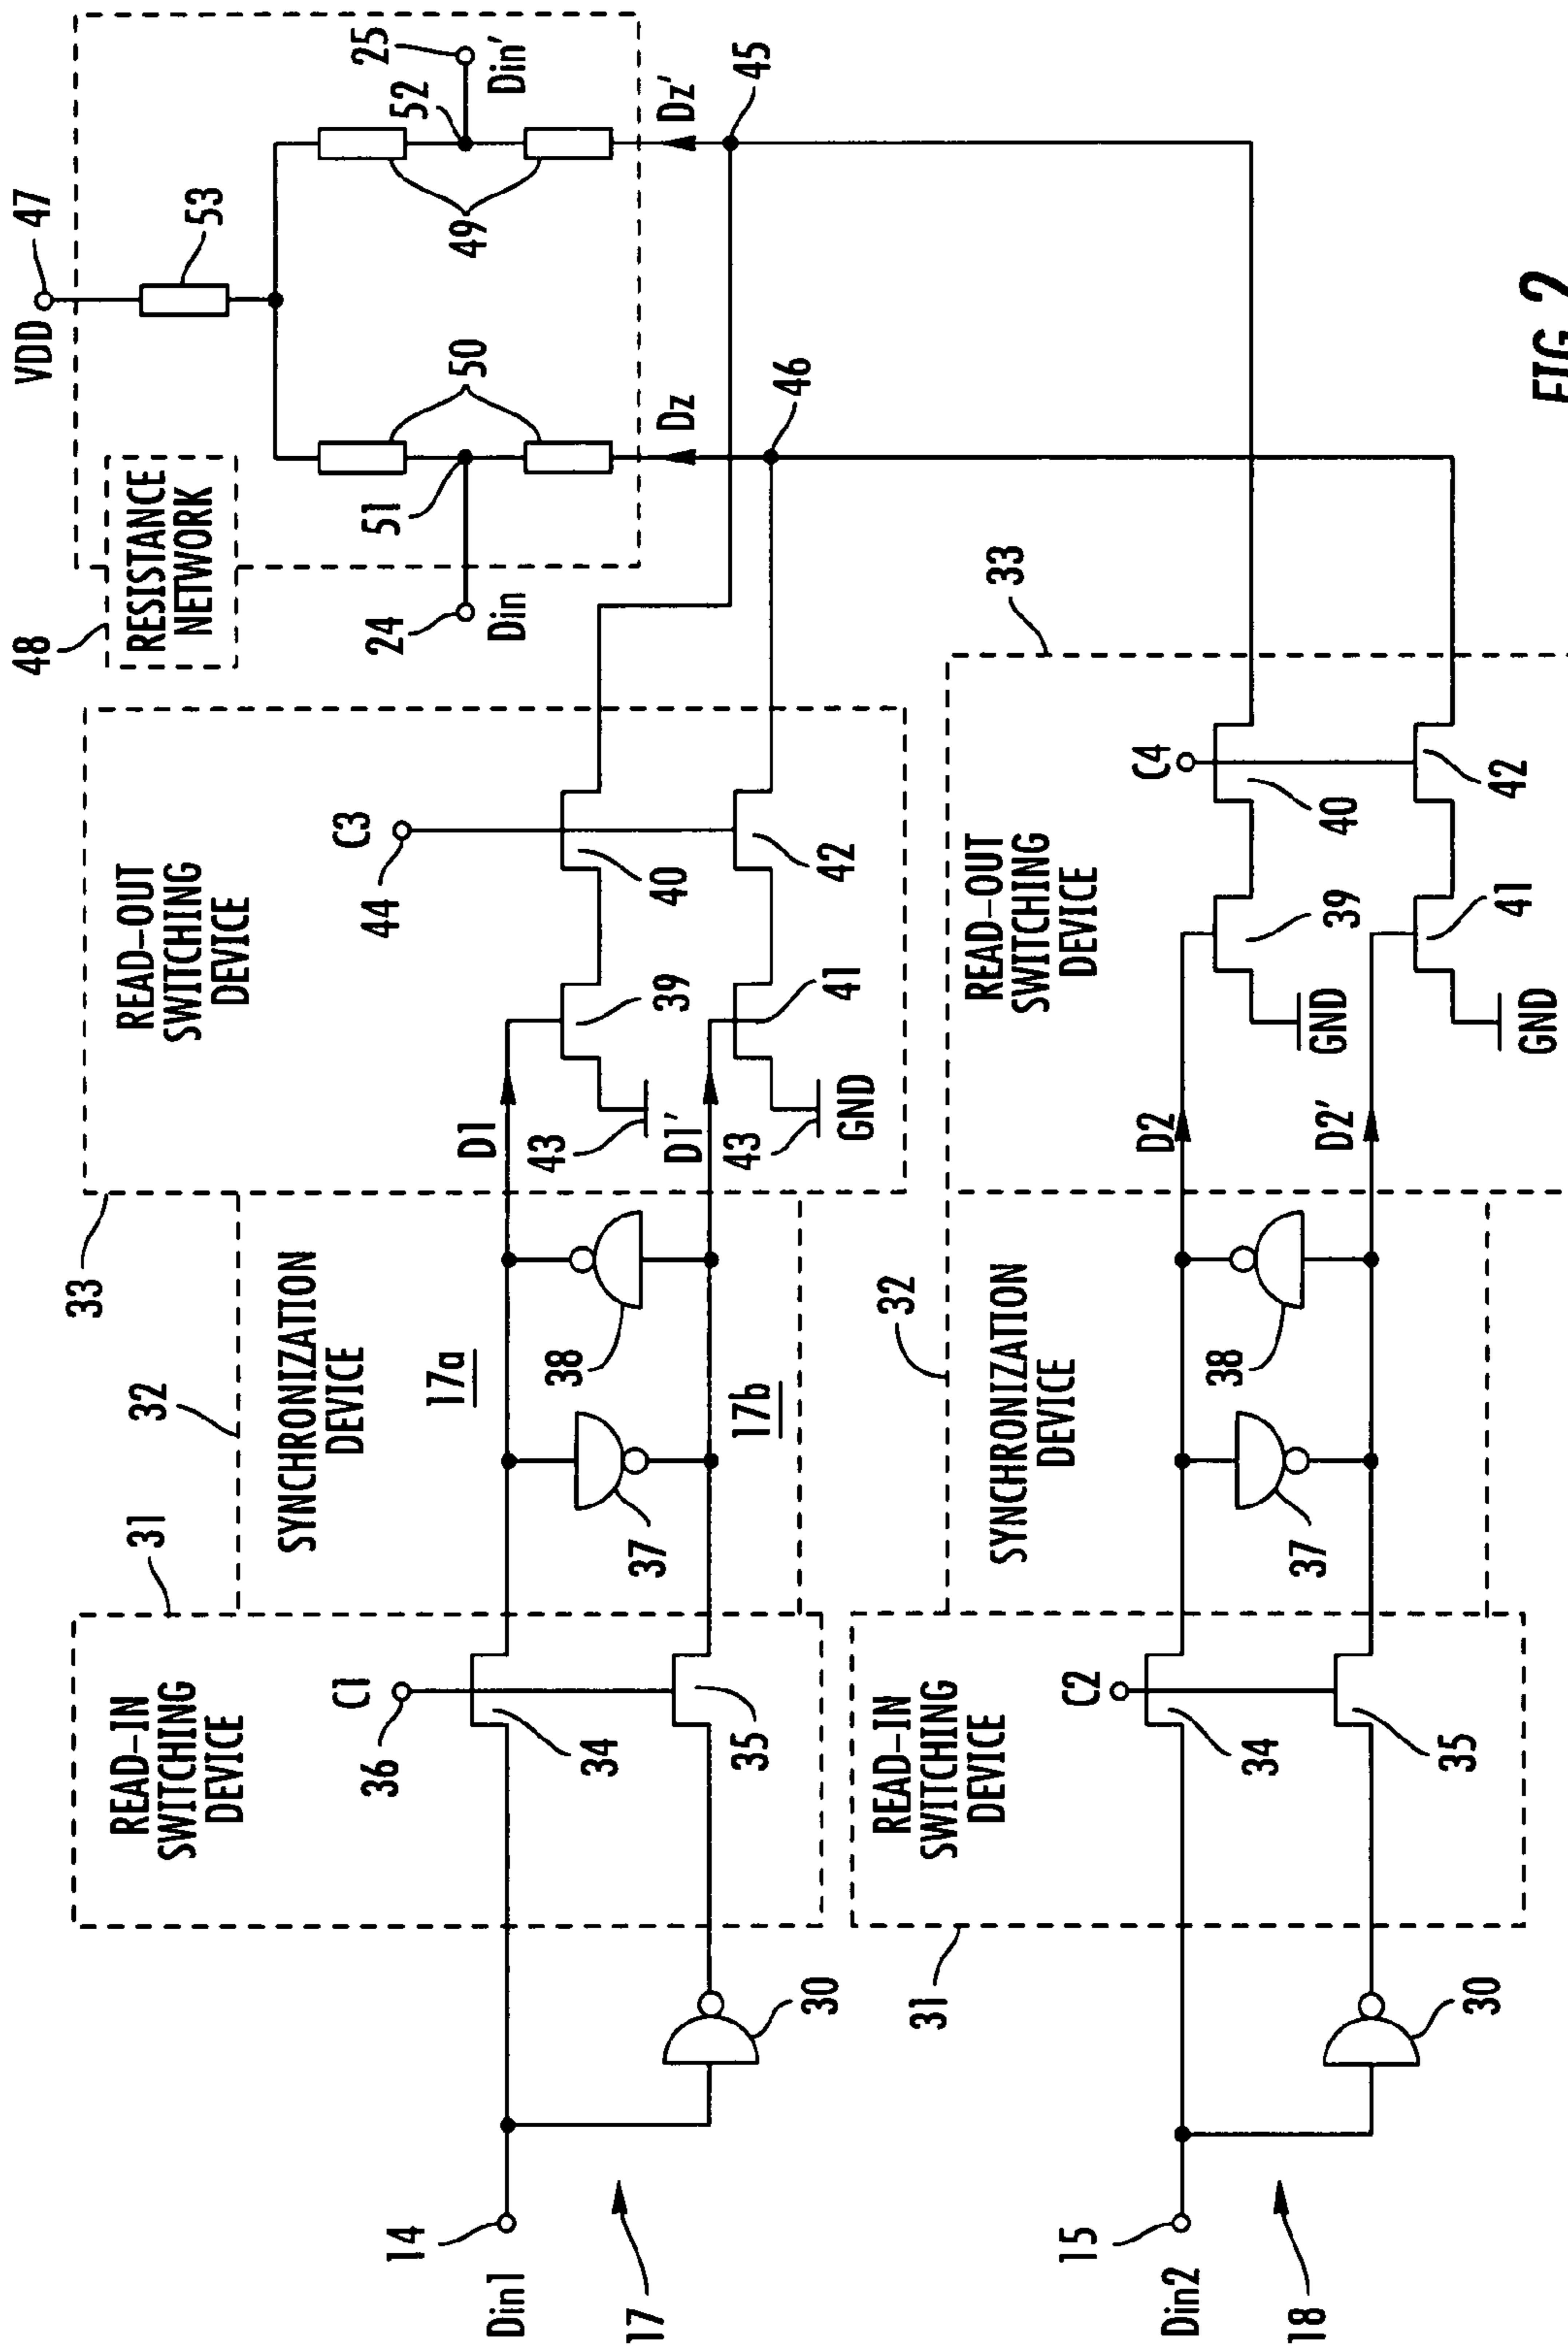 VDD
47
53
48
RESISTANCE
NETWORK
50
49
51
52
24
Din
25
Din'
Dz
Dz'
46
45
33
READ-OUT
SWITCHING
DEVICE
C3
44
40
42
39
41
D1
43
D1'
43
GND
32
SYNCHRONIZATION
DEVICE
17a
17b
38
37
31
READ-IN
SWITCHING
DEVICE
C1
36
34
35
30
14
Din1
17
33
READ-OUT
SWITCHING
DEVICE
C4
40
42
39
41
GND
GND
D2
D2'
32
SYNCHRONIZATION
DEVICE
38
37
31
READ-IN
SWITCHING
DEVICE
C2
34
35
30
15
Din2
18
FIG. 2